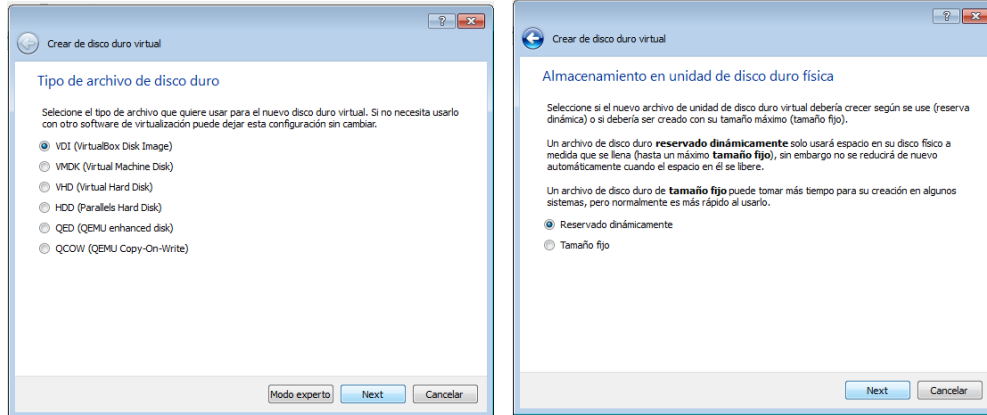 Crear de disco duro virtual
Tipo de archivo de disco duro
Selecione el tipo de archivo que quiere usar para el nuevo disco duro virtual. Si no necesita usarlo
con otro software de virtualización puede dejar esta configuración sin cambiar.
VDI (VirtualBox Disk Image)
VMDK (Virtual Machine Disk)
VHD (Virtual Hard Disk)
HDD (Parallels Hard Disk)
QED (QEMU enhanced disk)
QCOW (QEMU Copy-On-Write)
Modo experto Next Cancelar
Crear de disco duro virtual
Almacenamiento en unidad de disco duro física
Seleccione si el nuevo archivo de unidad de disco duro virtual debería crecer según se use (reserva
dinámica) o si debería ser creado con su tamaño máximo (tamaño fijo).
Un archivo de disco duro reservado dinámicamente solo usará espacio en su disco físico a
medida que se llena (hasta un máximo tamaño fijo), sin embargo no se reducirá de nuevo
automáticamente cuando el espacio en él se libere.
Un archivo de disco duro de tamaño fijo puede tomar más tiempo para su creación en algunos
sistemas, pero normalmente es más rápido al usarlo.
Reservado dinámicamente
Tamaño fijo
Next Cancelar